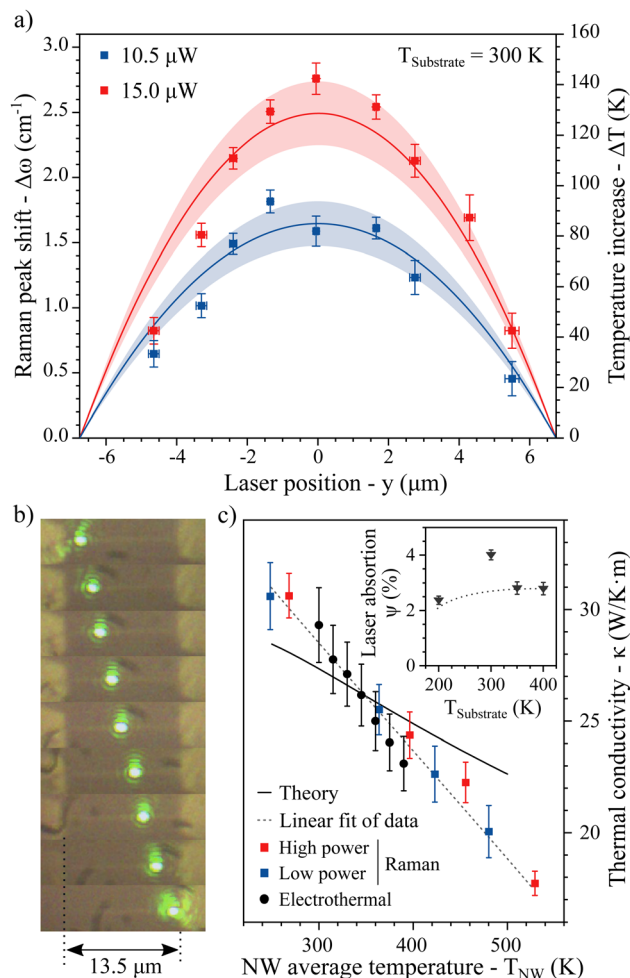 a)
3.0
2.5
2.0
1.5
1.0
0.5
0.0
Raman peak shift - Δω (cm⁻¹)
10.5 μW
15.0 μW
T_Substrate = 300 K
160
140
120
100
80
60
40
20
0
Temperature increase - ΔT (K)
-6 -4 -2 0 2 4 6
Laser position - y (μm)
b)
13.5 μm
c)
Laser absortion
ψ (%)
6
4
2
0
200 300 400
T_Substrate (K)
Theory
Linear fit of data
High power
Low power
Raman
Electrothermal
30
25
20
Thermal conductivity - κ (W/K·m)
300 400 500
NW average temperature - T_NW (K)